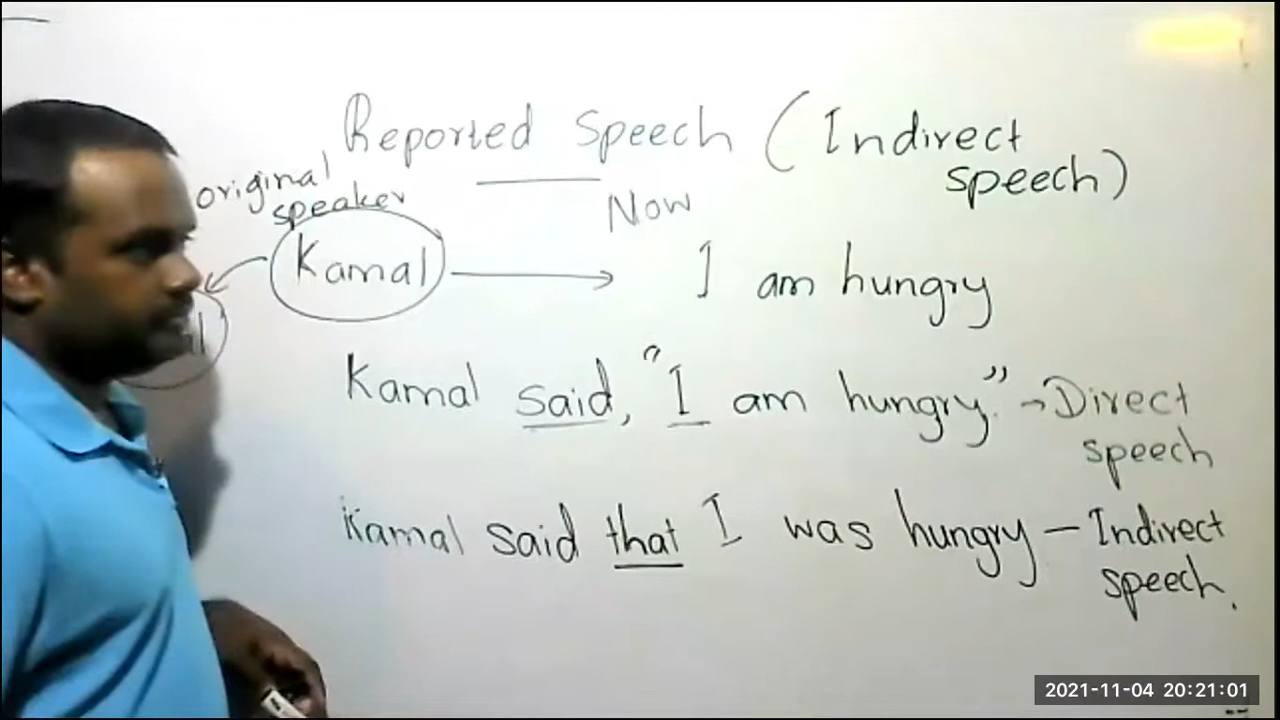 Reported Speech (Indirect
speech)
original
speaker
Now
Kamal
I am hungry
Kamal said, "I am hungry." → Direct
speech
Kamal said that I was hungry – Indirect
speech.
2021-11-04 20:21:01